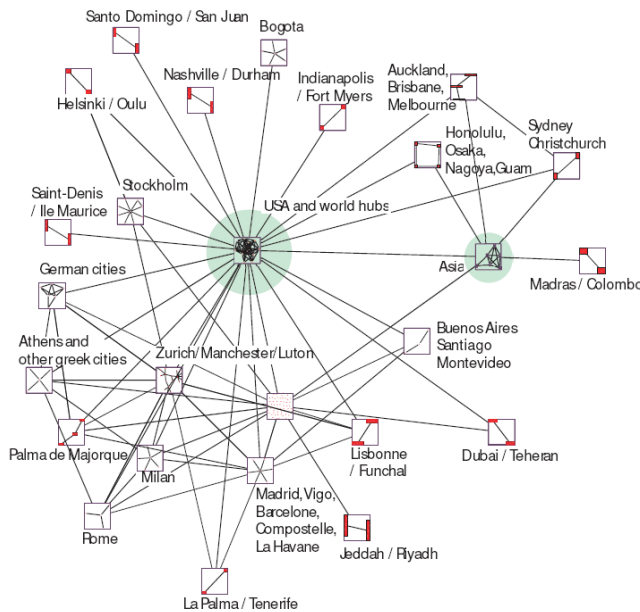 Santo Domingo / San Juan
Bogota
Nashville / Durham
Indianapolis
/ Fort Myers
Auckland,
Brisbane,
Melbourne
Helsinki / Oulu
Honolulu,
Osaka,
Nagoya,Guam
Sydney
Christchurch
Saint-Denis
/ Ile Maurice
Stockholm
USA and world hubs
German cities
Asia
Madras / Colombo
Athens and
other greek cities
Zurich/ Manchester/ Luton
Buenos Aires
Santiago
Montevideo
Palma de Majorque
Milan
Madrid, Vigo,
Barcelone,
Compostelle,
La Havane
Lisbonne
/ Funchal
Dubai / Teheran
Rome
Jeddah / Riyadh
La Palma / Tenerife